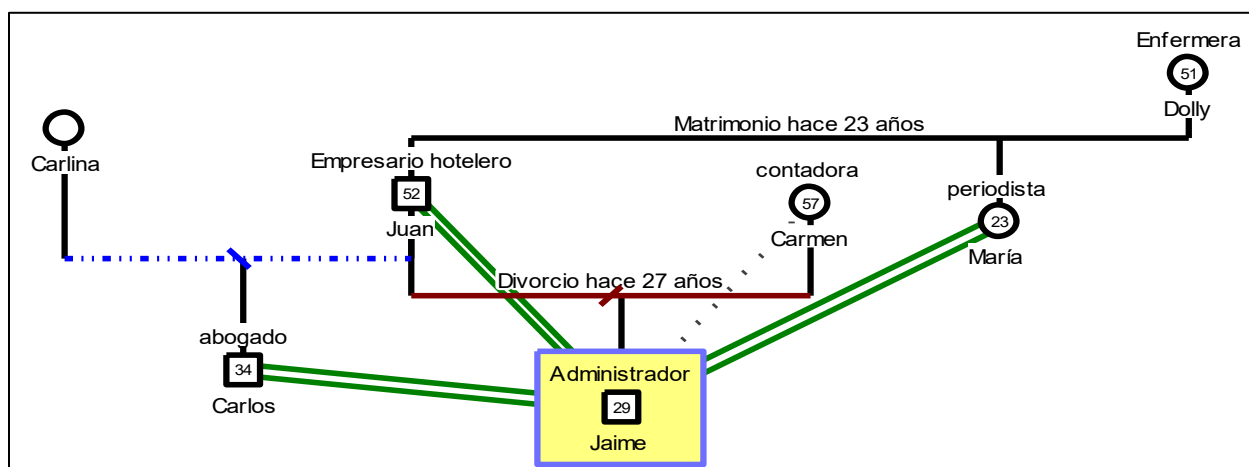 Enfermera
51
Dolly
Matrimonio hace 23 años
Carlina
Empresario hotelero
52
Juan
contadora
57
Carmen
periodista
23
María
Divorcio hace 27 años
abogado
34
Carlos
Administrador
29
Jaime